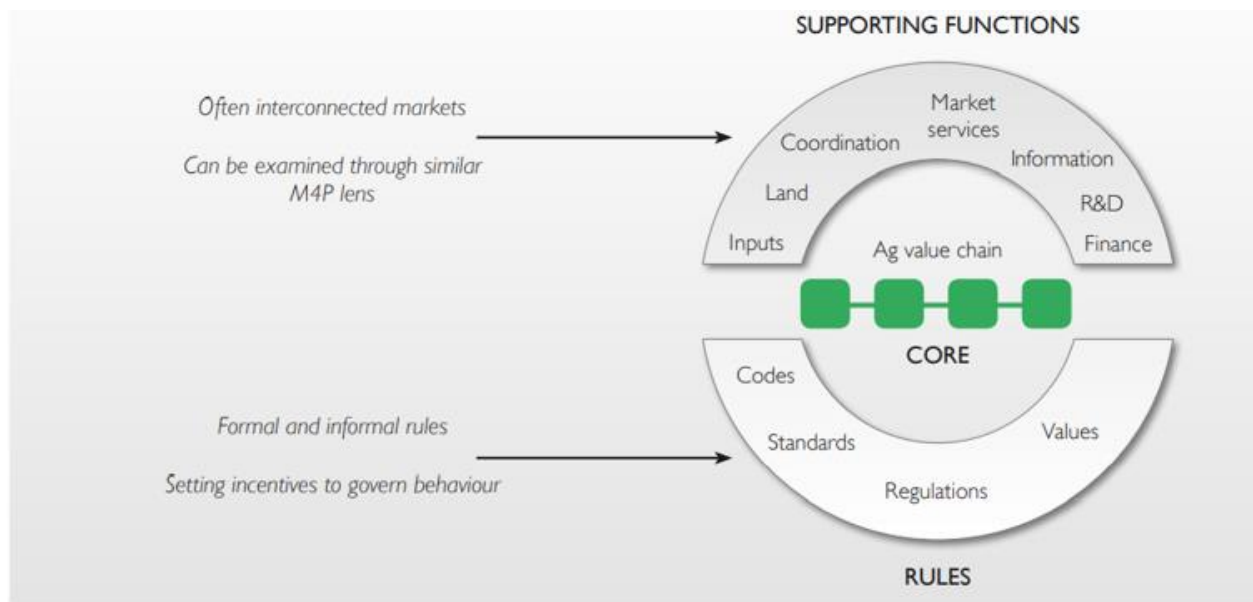 SUPPORTING FUNCTIONS
Often interconnected markets
Can be examined through similar
M4P lens
Market
services
Coordination
Information
Land
R&D
Inputs
Finance
Ag value chain
CORE
Codes
Formal and informal rules
Values
Standards
Setting incentives to govern behaviour
Regulations
RULES